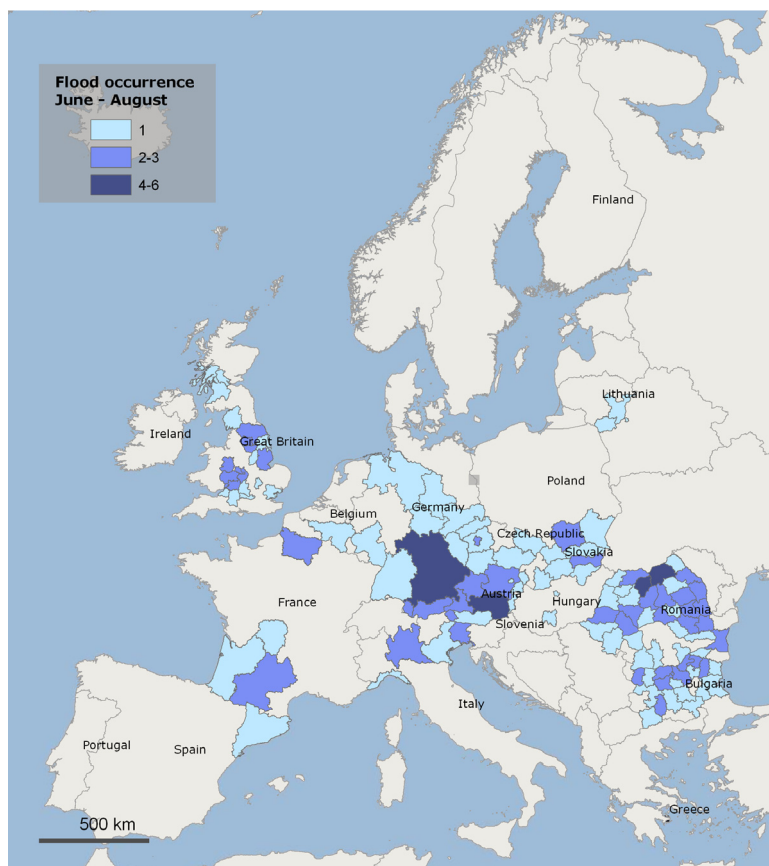 Flood occurrence
June - August
1
2-3
4-6
Finland
Lithuania
Ireland
Great Britain
Poland
Belgium
Germany
Czech Republic
Slovakia
France
Austria
Hungary
Romania
Slovenia
Bulgaria
Italy
Portugal
Spain
Greece
500 km